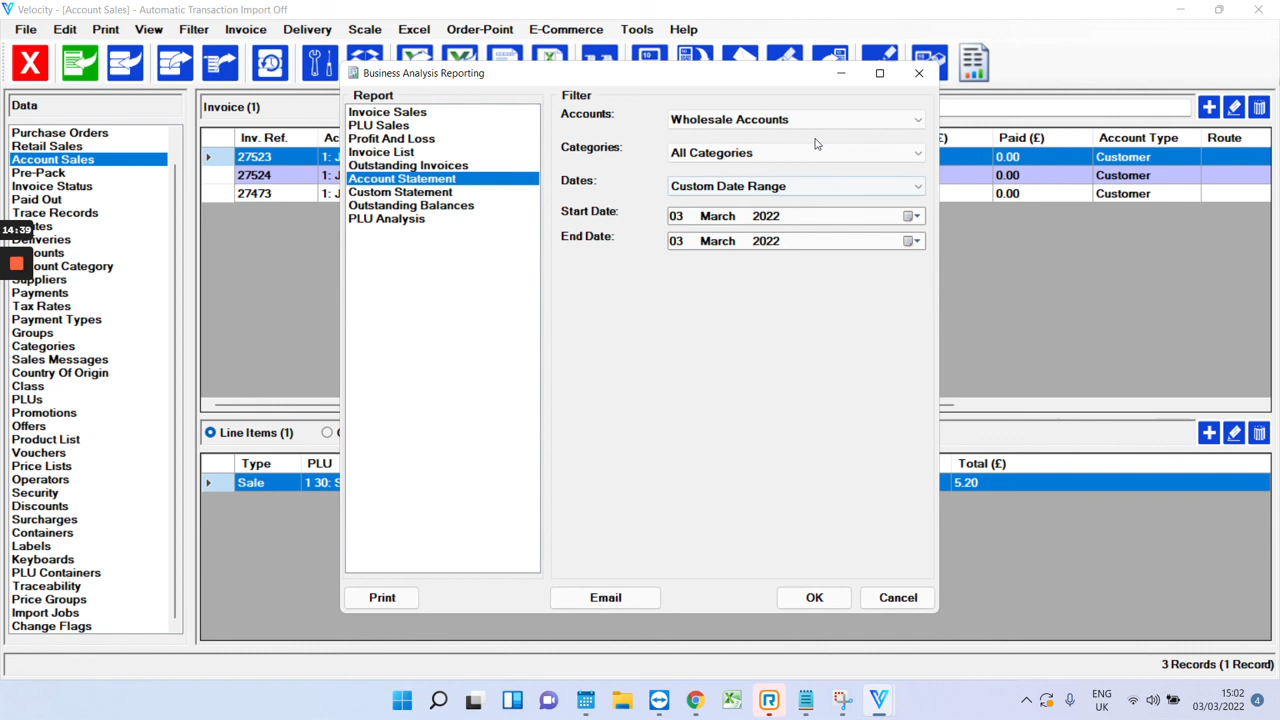 Velocity - [Account Sales] - Automatic Transaction Import Off
File Edit Print View Filter Invoice Delivery Scale Excel Order-Point E-Commerce Tools Help
Data
Purchase Orders
Retail Sales
Account Sales
Pre-Pack
Invoice Status
Paid Out
Trace Records
14:39
Deliveries
Suppliers
Payments
Tax Rates
Payment Types
Groups
Categories
Sales Messages
Country Of Origin
Class
PLUs
Promotions
Offers
Product List
Vouchers
Price Lists
Operators
Security
Discounts
Surcharges
Containers
Labels
Keyboards
PLU Containers
Traceability
Price Groups
Import Jobs
Change Flags
Invoice (1)
Inv. Ref.
27523 1: J
27524 1: J
27473 1: J
Paid (£) Account Type Route
0.00 Customer
0.00 Customer
0.00 Customer
Line Items (1)
Type PLU Total (£)
Sale 1 30: S 5.20
Business Analysis Reporting
Report
Invoice Sales
PLU Sales
Profit And Loss
Invoice List
Outstanding Invoices
Account Statement
Custom Statement
Outstanding Balances
PLU Analysis
Filter
Accounts: Wholesale Accounts
Categories: All Categories
Dates: Custom Date Range
Start Date: 03 March 2022
End Date: 03 March 2022
Print Email OK Cancel
3 Records (1 Record)
ENG
UK
15:02
03/03/2022
4